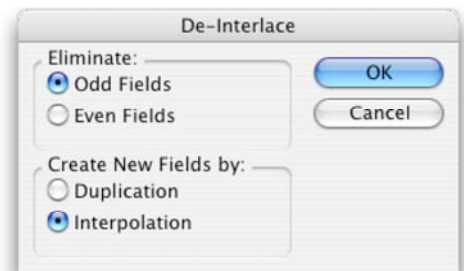 De-Interlace
Eliminate:
Odd Fields
Even Fields
OK
Cancel
Create New Fields by:
Duplication
Interpolation